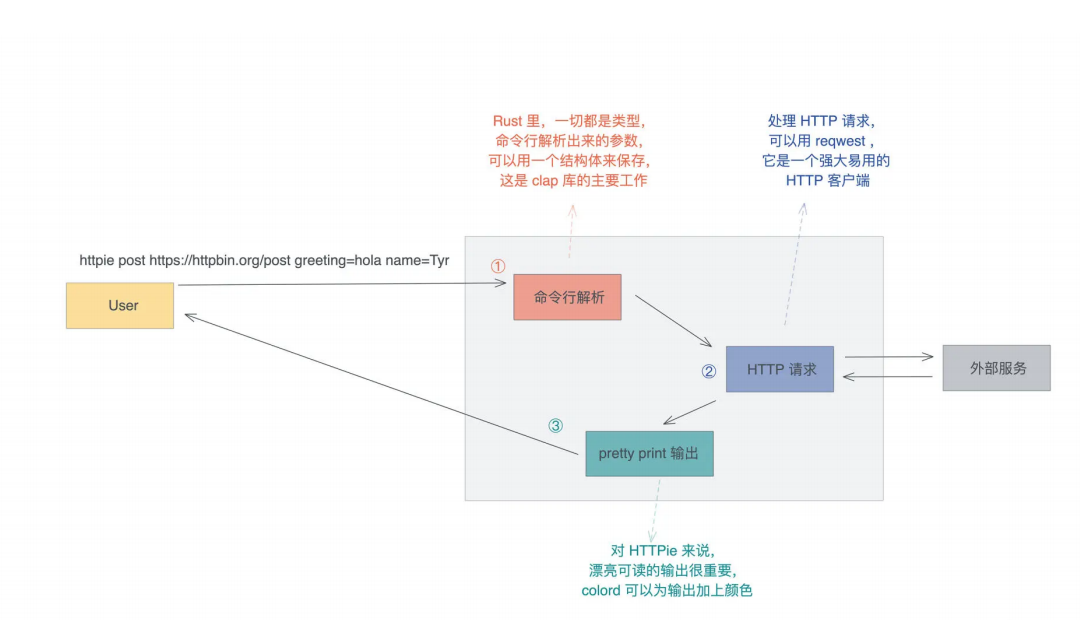 Rust 里，一切都是类型，
命令行解析出来的参数，
可以用一个结构体来保存，
这是 clap 库的主要工作
处理 HTTP 请求，
可以用 reqwest ，
它是一个强大易用的
HTTP 客户端
httpie post https://httpbin.org/post greeting=hola name=Tyr
①
User
命令行解析
②
HTTP 请求
外部服务
③
pretty print 输出
对 HTTPie 来说，
漂亮可读的输出很重要，
colord 可以为输出加上颜色